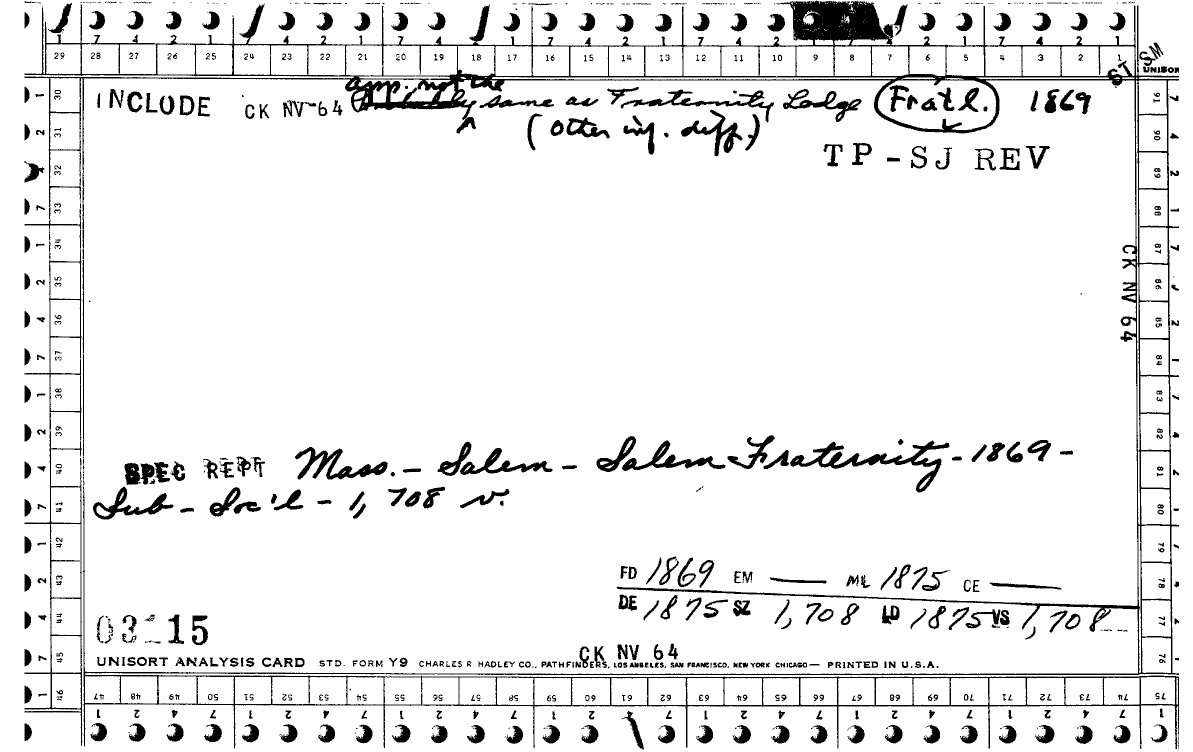 1 7 4 2 1 7 4 2 1 7 4 2 1 7 4 2 1 7 4 2 1 7 4 2 1 7 4 2 1
29 28 27 26 25 24 23 22 21 20 19 18 17 16 15 14 13 12 11 10 9 8 7 6 5 4 3 2 1
ST SM
UNISORT
app. not the
INCLUDE CK NV-64 same as Fraternity Lodge (Frat'l.) 1869
(Other inf. diff.)
TP-SJ REV
CK NV 64
SPEC REPT Mass. - Salem - Salem Fraternity - 1869 -
Sub - Soc'l - 1,708 v.
FD 1869 EM — ML 1875 CE —
DE 1875 SZ 1,708 LD 1875 VS 1,708
03 15
CK NV 64
UNISORT ANALYSIS CARD STD. FORM Y9 CHARLES R HADLEY CO., PATHFINDERS, LOS ANGELES, SAN FRANCISCO, NEW YORK CHICAGO — PRINTED IN U.S.A.
30 31 32 33 34 35 36 37 38 39 40 41 42 43 44 45 46
91 90 89 88 87 86 85 84 83 82 81 80 79 78 77 76 75
47 48 49 50 51 52 53 54 55 56 57 58 59 60 61 62 63 64 65 66 67 68 69 70 71 72 73 74